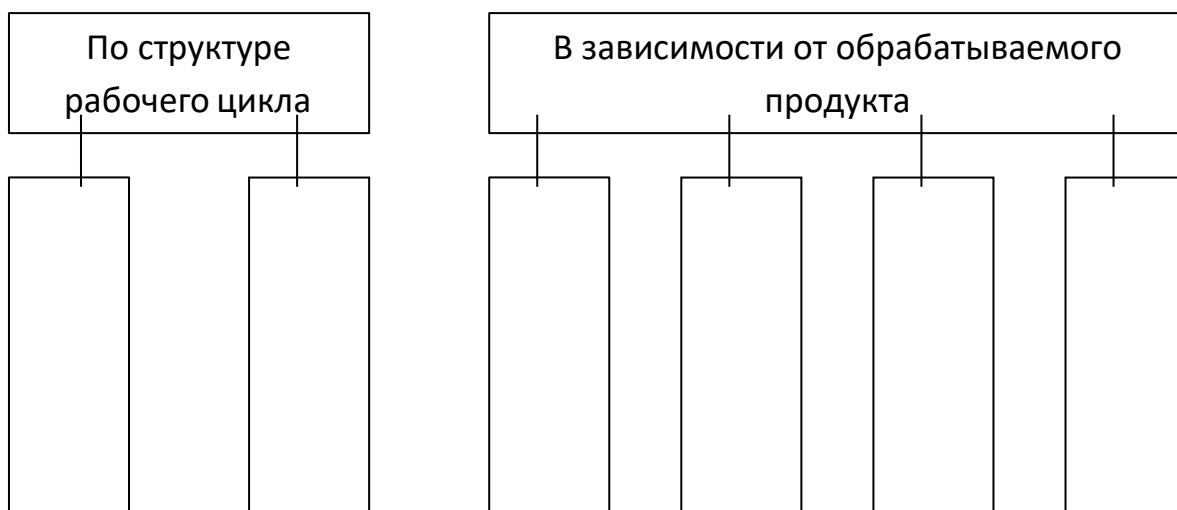 По структуре
рабочего цикла
В зависимости от обрабатываемого
продукта